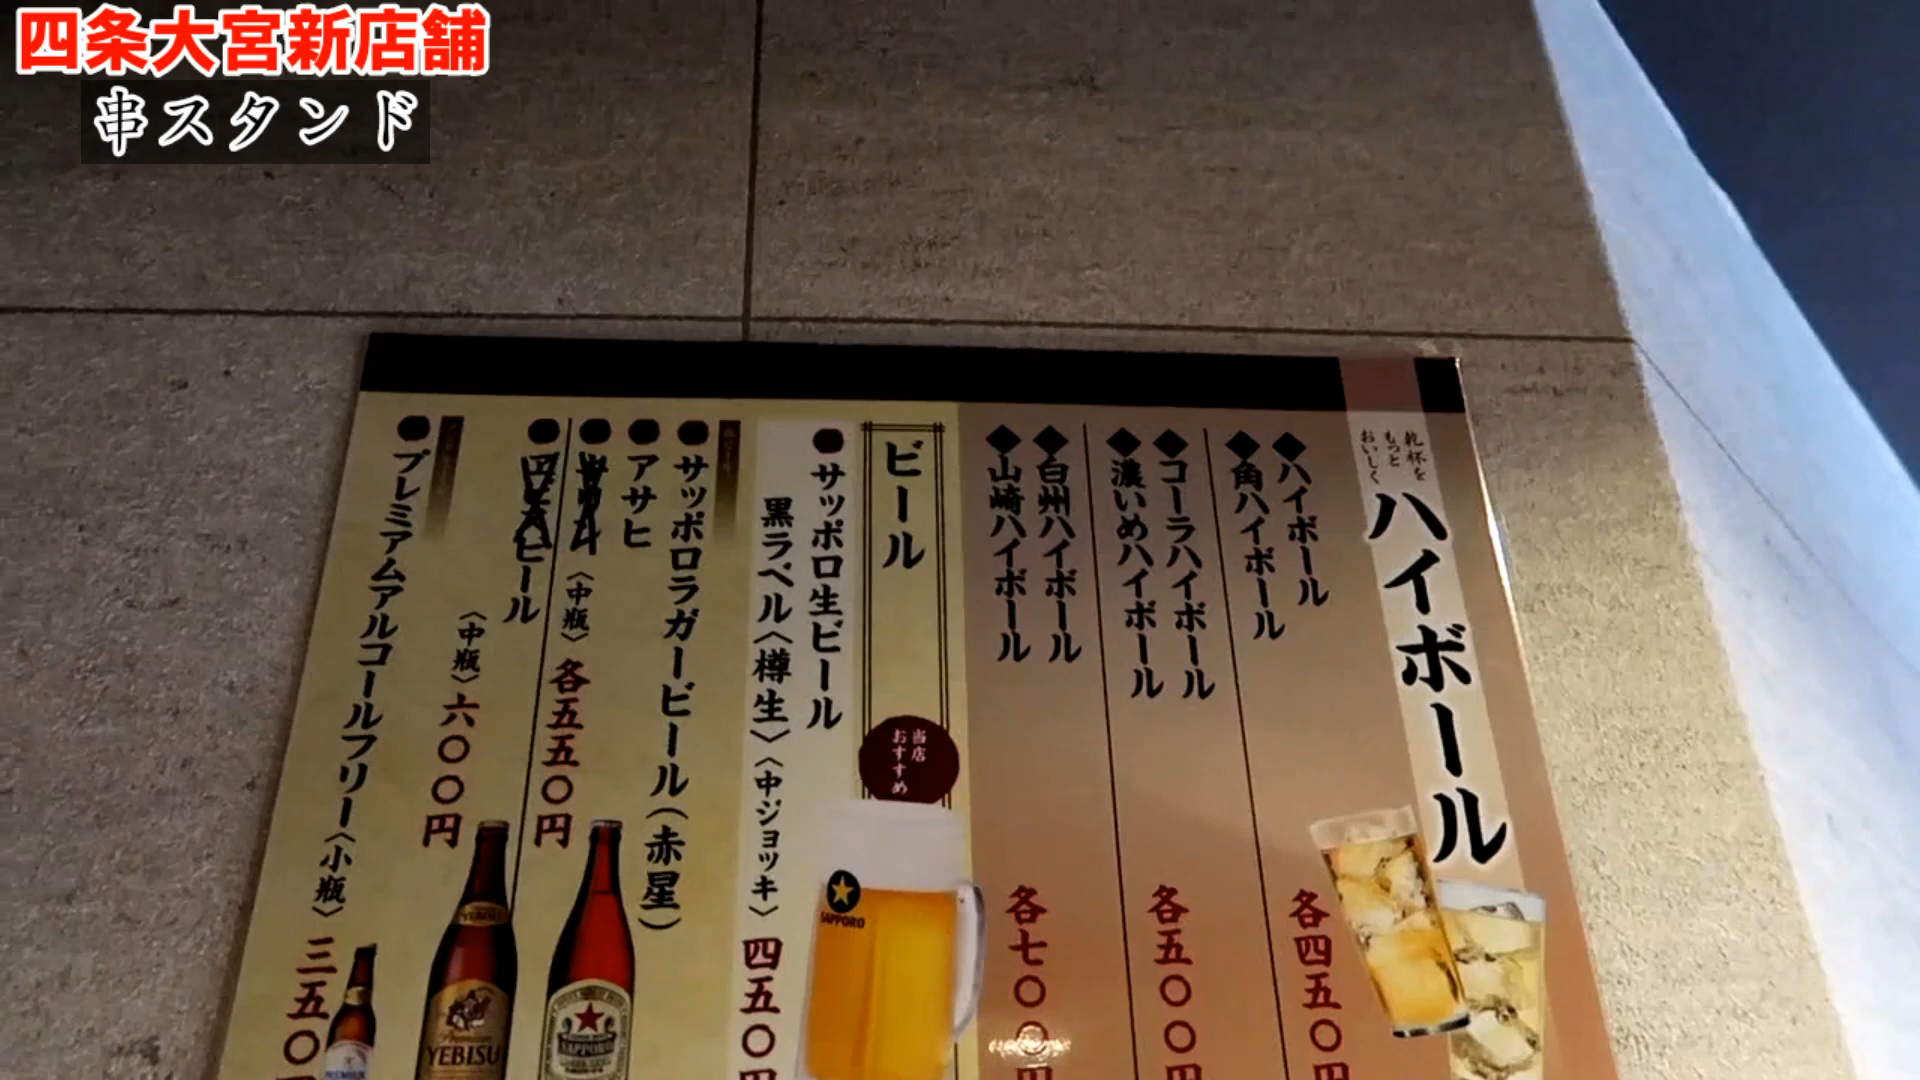 四条大宮新店舗
串スタンド
乾杯を
もっと
おいしく
ハイボール
◆ハイボール
◆角ハイボール
各四五〇円
◆コーラハイボール
◆濃いめハイボール
各五〇〇円
◆白州ハイボール
◆山崎ハイボール
各七〇〇円
ビール
当店
おすすめ
●サッポロ生ビール
黒ラベル〈樽生〉〈中ジョッキ〉
四五〇円
SAPPORO
●サッポロラガービール(赤星)
●アサヒ
〈中瓶〉各五五〇円
SAPPORO
ビール
〈中瓶〉六〇〇円
YEBISU
●プレミアムアルコールフリー〈小瓶〉
三五〇円